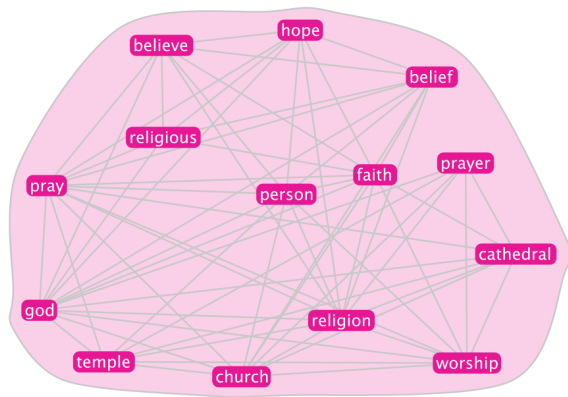 hope
believe
belief
religious
prayer
faith
pray
person
cathedral
god
religion
temple
worship
church